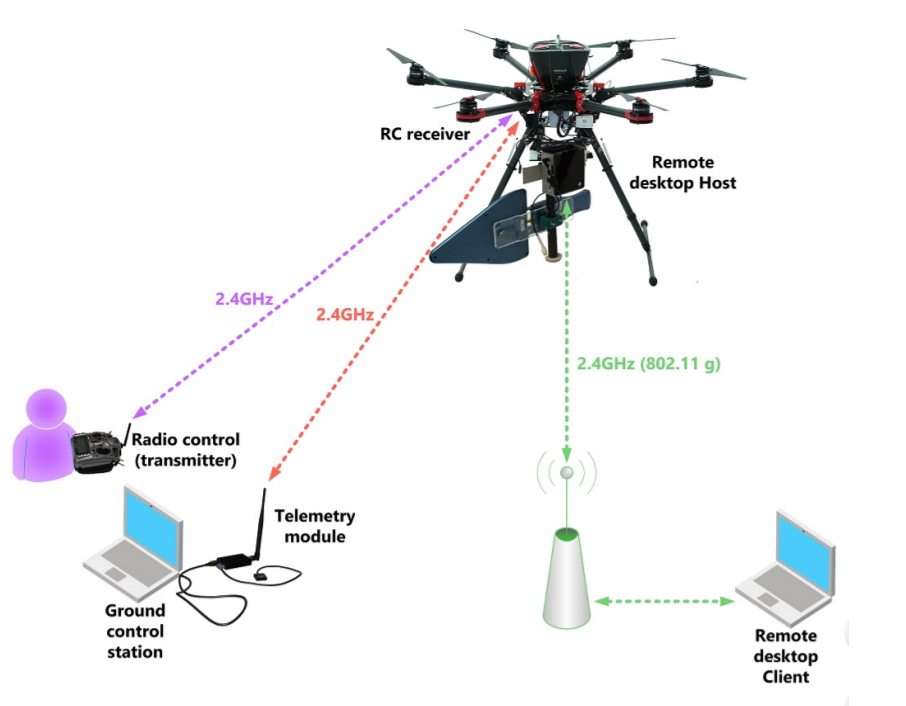 RC receiver
Remote
desktop Host
2.4GHz
2.4GHz
2.4GHz (802.11 g)
Radio control
(transmitter)
Telemetry
module
Ground
control
station
Remote
desktop
Client